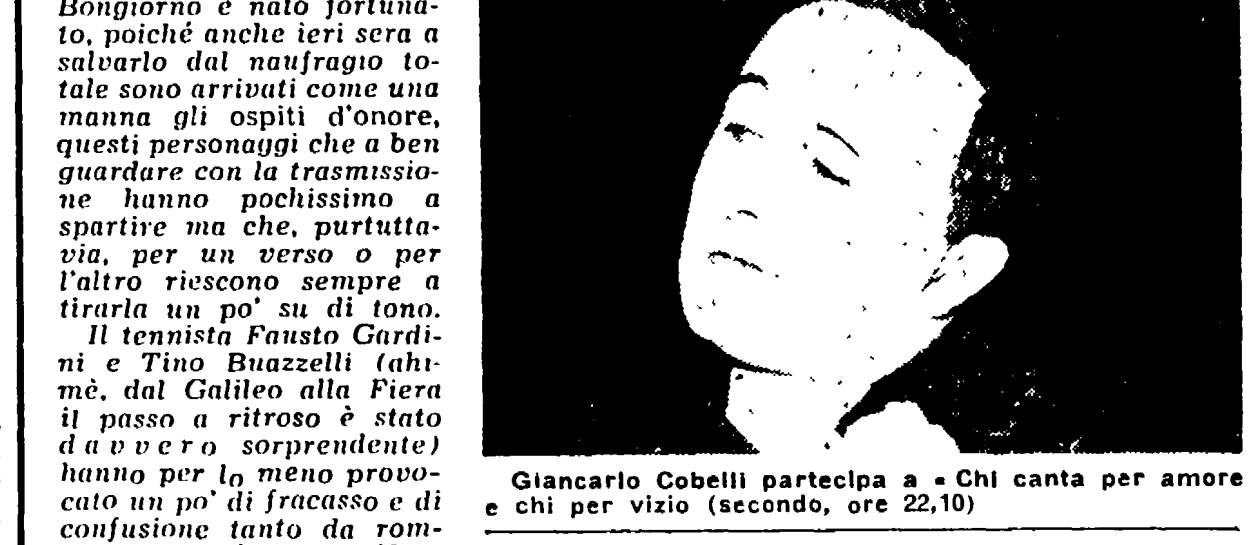 Bongiorno è nato fortuna-
to, poiché anche ieri sera a
salvarlo dal naufragio to-
tale sono arrivati come una
manna gli ospiti d'onore,
questi personaggi che a ben
guardare con la trasmissio-
ne hanno pochissimo a
spartire ma che, purtutta-
via, per un verso o per
l'altro riescono sempre a
tirarla un po' su di tono.
Il tennista Fausto Gardi-
ni e Tino Buazzelli (ahi-
mè, dal Galileo alla Fiera
il passo a ritroso è stato
davvero sorprendente)
hanno per lo meno provo-
cato un po' di fracasso e di
confusione tanto da rom-
Giancarlo Cobelli partecipa a « Chi canta per amore
e chi per vizio (secondo, ore 22,10)